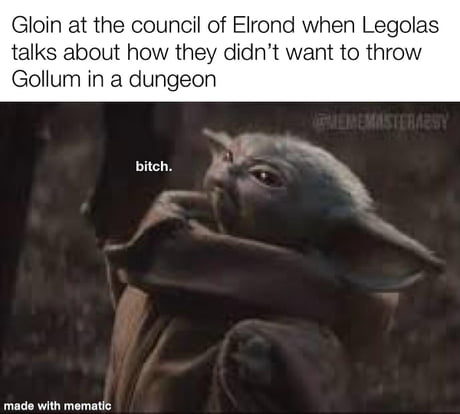 Gloin at the council of Elrond when Legolas
talks about how they didn’t want to throw
Gollum in a dungeon
bitch.
made with mematic